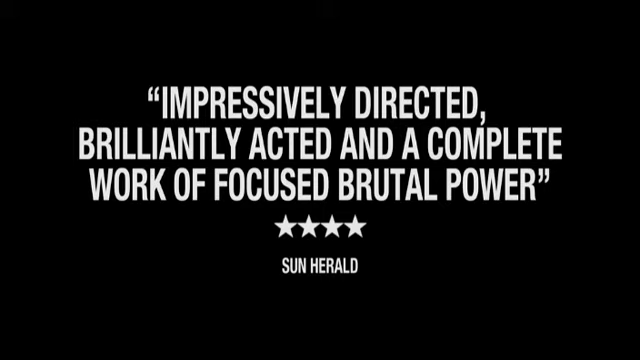 “IMPRESSIVELY DIRECTED,
BRILLIANTLY ACTED AND A COMPLETE
WORK OF FOCUSED BRUTAL POWER”
★★★★
SUN HERALD